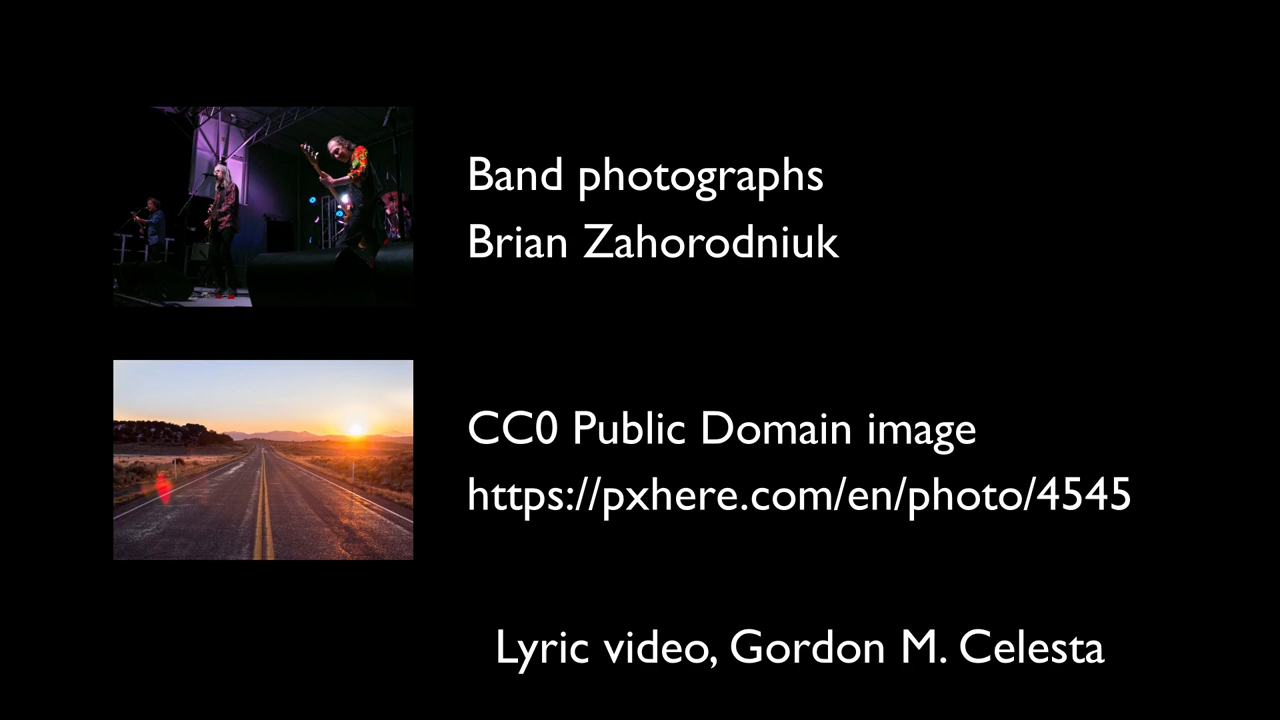 Band photographs
Brian Zahorodniuk
CC0 Public Domain image
https://pxhere.com/en/photo/4545
Lyric video, Gordon M. Celesta